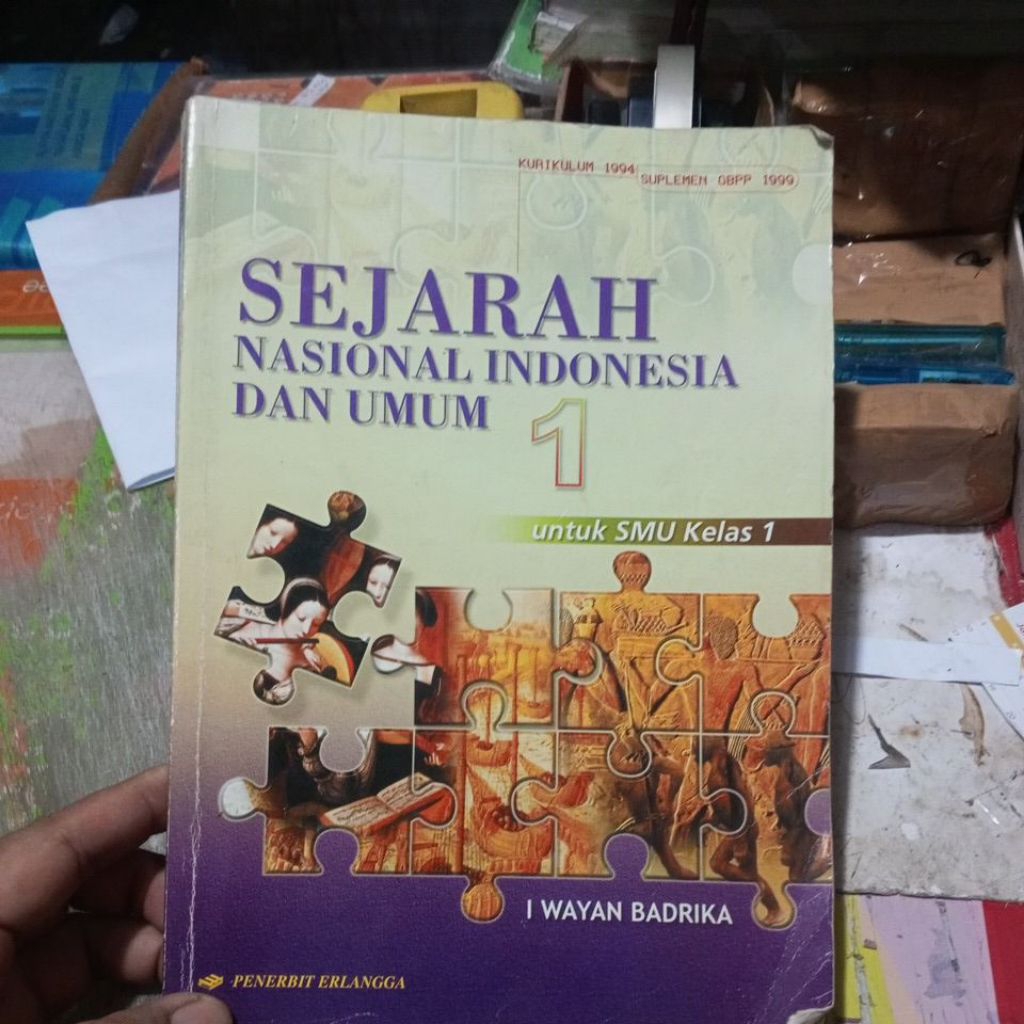 KURIKULUM 1994
SUPLEMEN GBPP 1999
SEJARAH
NASIONAL INDONESIA
DAN UMUM
1
untuk SMU Kelas 1
I WAYAN BADRIKA
PENERBIT ERLANGGA